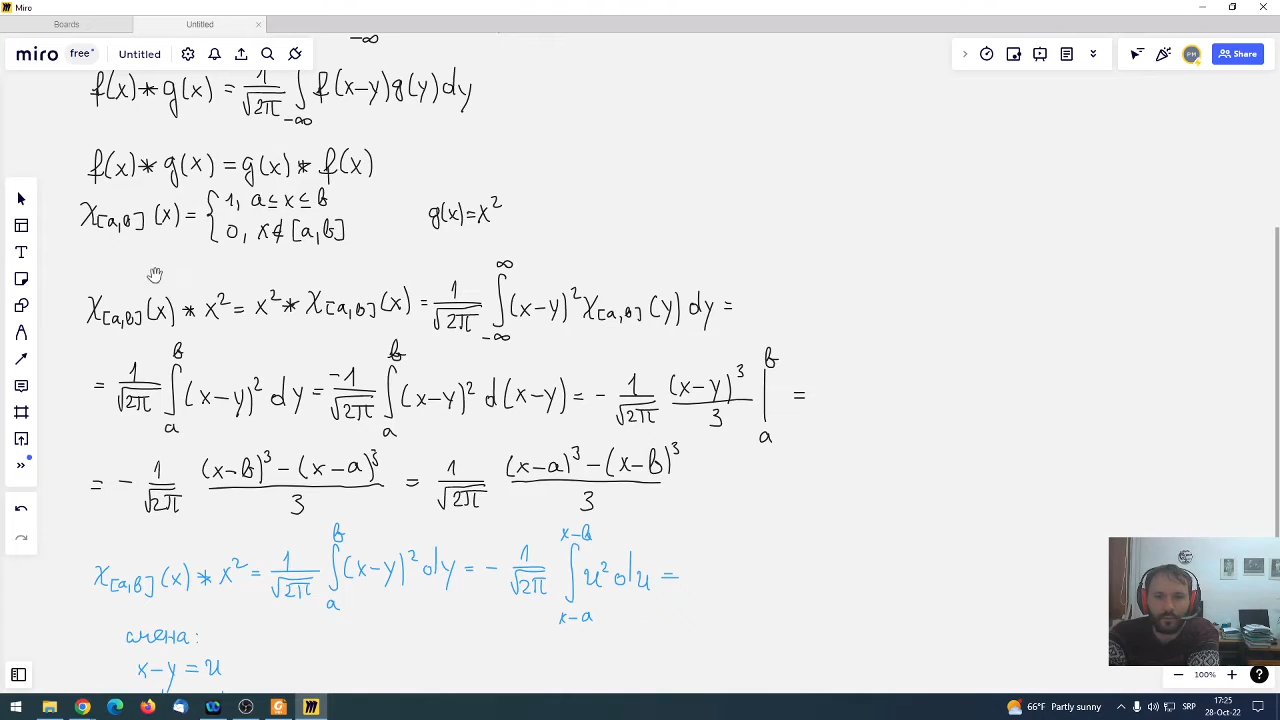 Miro
Boards
Untitled
miro free Untitled
Share
-∞
f(x)*g(x) = 1/√2π ∫_{-∞} f(x-y)g(y)dy
f(x)*g(x) = g(x)*f(x)
χ_[a,b](x) = { 1, a≤x≤b
0, x∉[a,b]
g(x)=x²
χ_[a,b](x) * x² = x² * χ_[a,b](x) = 1/√2π ∫_{-∞}^{∞} (x-y)² χ_[a,b](y) dy =
= 1/√2π ∫_a^b (x-y)² dy = -1/√2π ∫_a^b (x-y)² d(x-y) = - 1/√2π (x-y)³/3 |_a^b =
= - 1/√2π ((x-b)³-(x-a)³)/3 = 1/√2π ((x-a)³-(x-b)³)/3
χ_[a,b](x) * x² = 1/√2π ∫_a^b (x-y)² dy = - 1/√2π ∫_{x-a}^{x-b} u² du =
смена:
x-y = u
100%
66°F Partly sunny
SRP
17:25
28-Oct-22